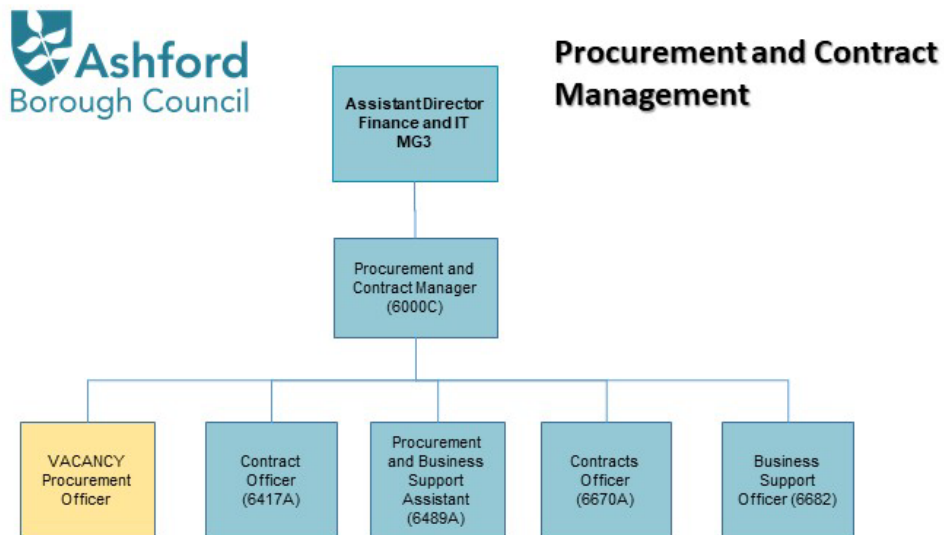 Ashford
Borough Council
Procurement and Contract
Management
Assistant Director
Finance and IT
MG3
Procurement and
Contract Manager
(6000C)
VACANCY
Procurement
Officer
Contract
Officer
(6417A)
Procurement
and Business
Support
Assistant
(6489A)
Contracts
Officer
(6670A)
Business
Support
Officer (6682)